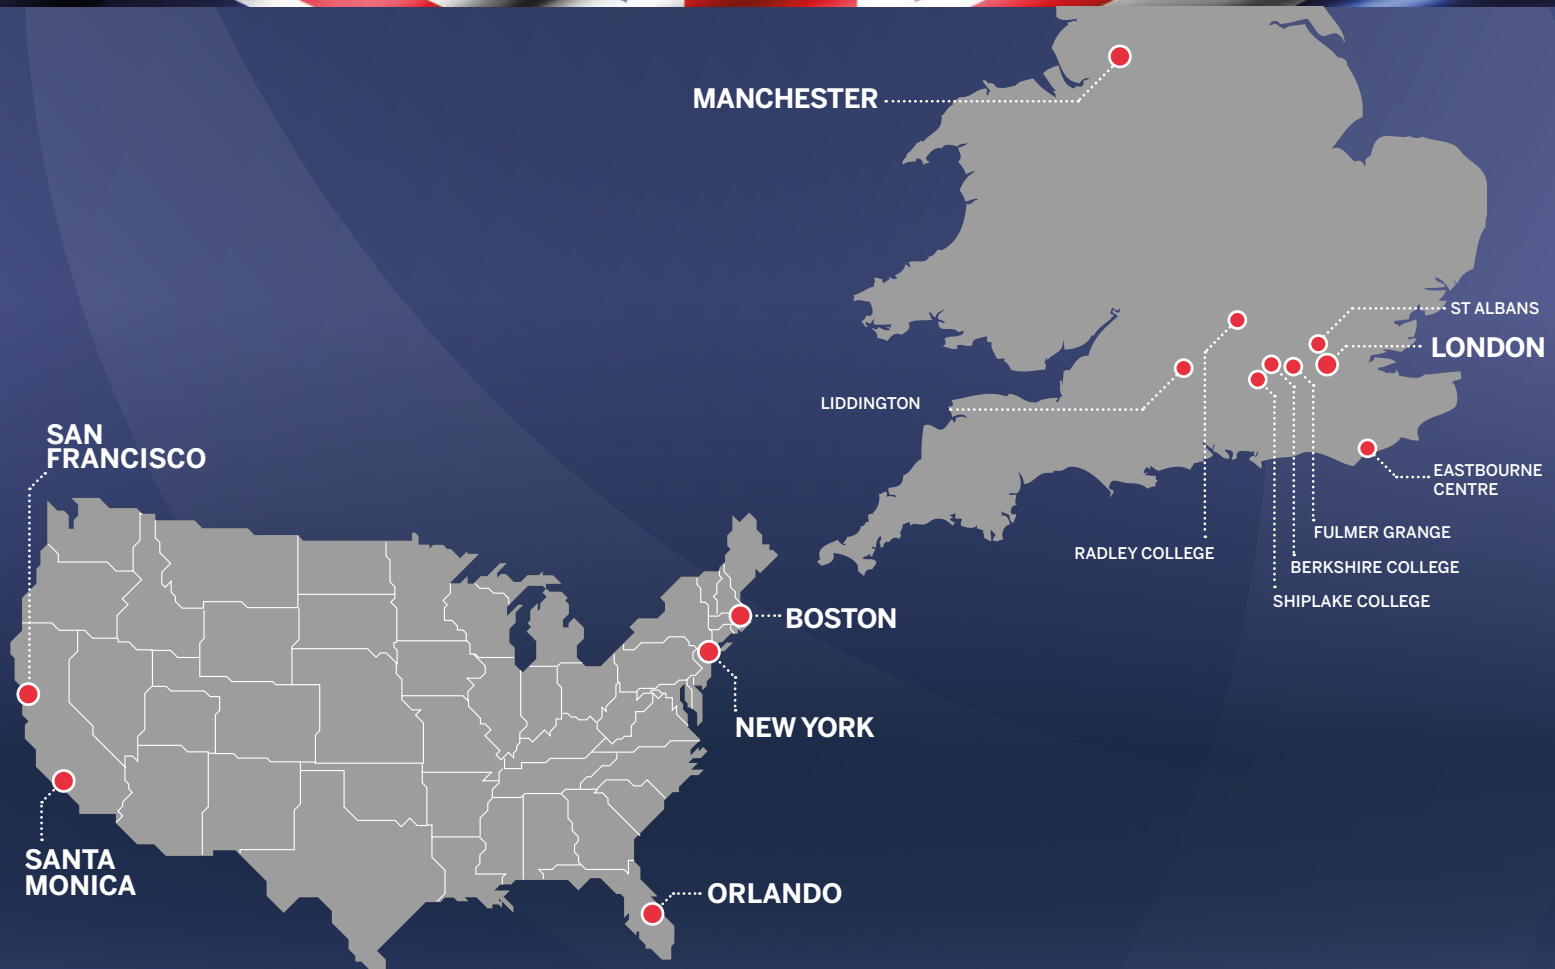 MANCHESTER
ST ALBANS
LONDON
LIDDINGTON
SAN
FRANCISCO
EASTBOURNE
CENTRE
FULMER GRANGE
RADLEY COLLEGE
BERKSHIRE COLLEGE
SHIPLAKE COLLEGE
BOSTON
NEW YORK
SANTA
MONICA
ORLANDO